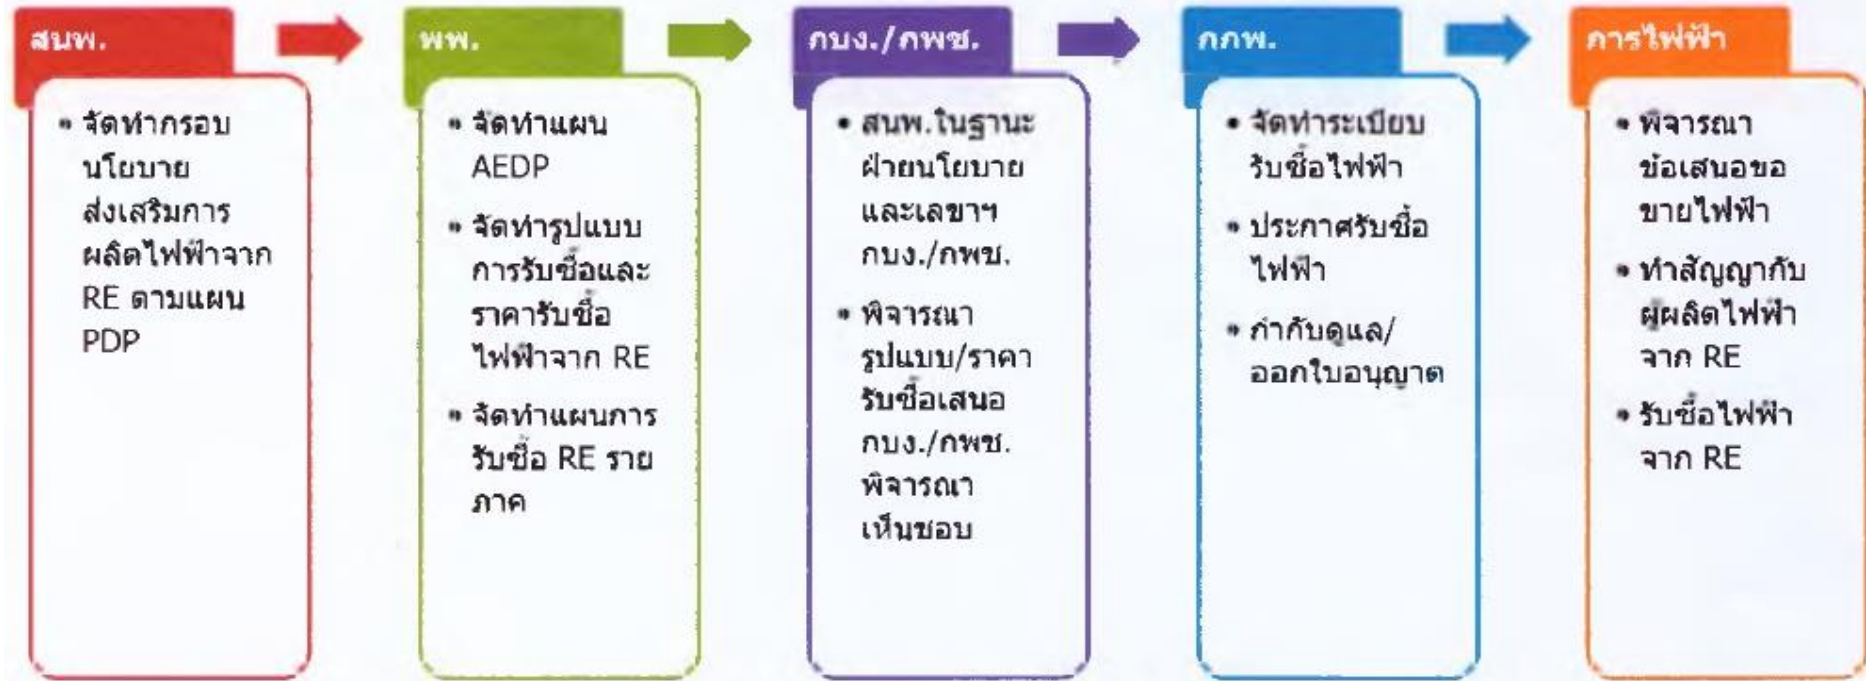 สนพ.
• จัดทำกรอบ
นโยบาย
ส่งเสริมการ
ผลิตไฟฟ้าจาก
RE ตามแผน
PDP
พพ.
• จัดทำแผน
AEDP
• จัดทำรูปแบบ
การรับซื้อและ
ราคารับซื้อ
ไฟฟ้าจาก RE
• จัดทำแผนการ
รับซื้อ RE ราย
ภาค
กบง./กพช.
• สนพ.ในฐานะ
ฝ่ายนโยบาย
และเลขาฯ
กบง./กพช.
• พิจารณา
รูปแบบ/ราคา
รับซื้อเสนอ
กบง./กพช.
พิจารณา
เห็นชอบ
กกพ.
• จัดทำระเบียบ
รับซื้อไฟฟ้า
• ประกาศรับซื้อ
ไฟฟ้า
• กำกับดูแล/
ออกใบอนุญาต
การไฟฟ้า
• พิจารณา
ข้อเสนอขอ
ขายไฟฟ้า
• ทำสัญญากับ
ผู้ผลิตไฟฟ้า
จาก RE
• รับซื้อไฟฟ้า
จาก RE